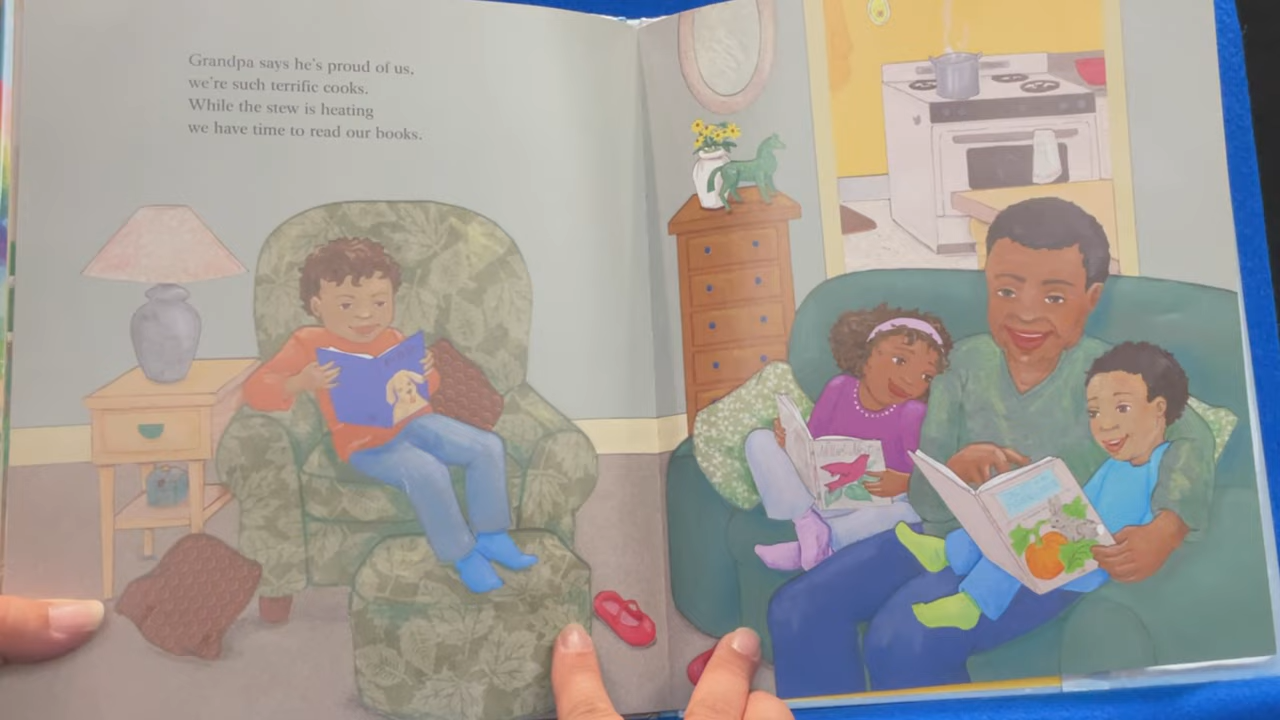 Grandpa says he's proud of us,
we're such terrific cooks.
While the stew is heating
we have time to read our books.